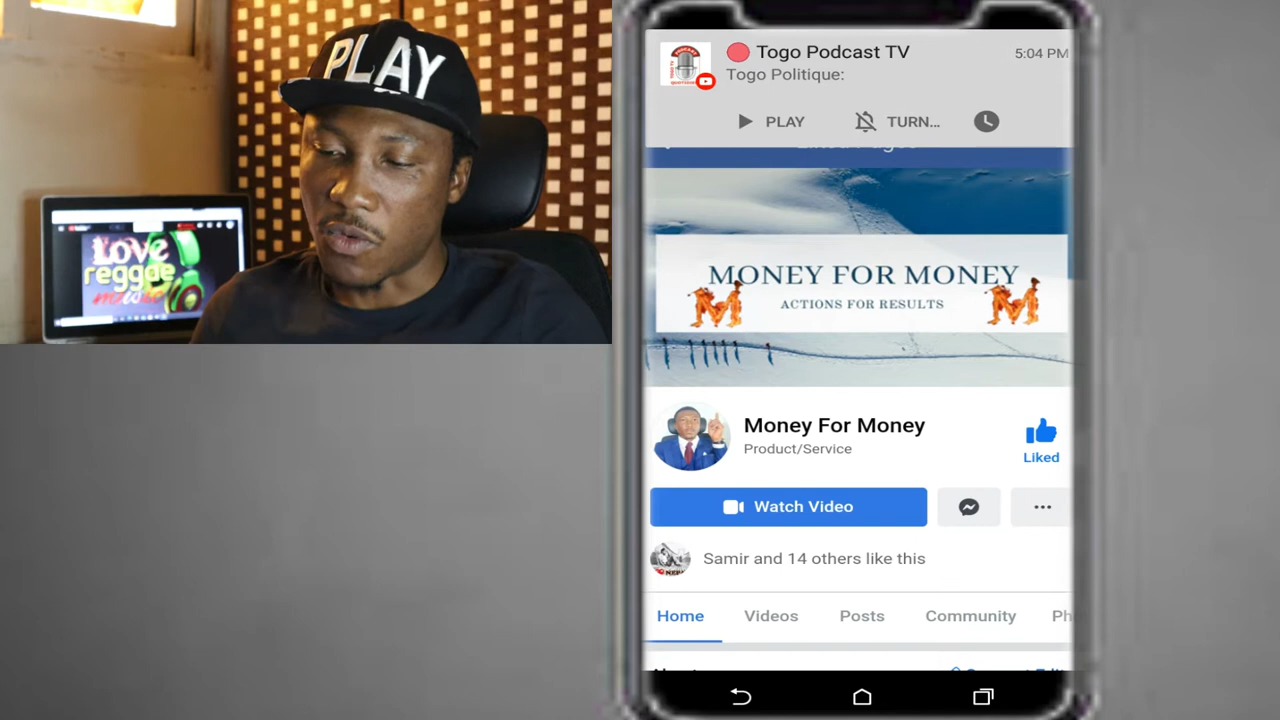 PLAY
LOVE
reggae
Togo Podcast TV
5:04 PM
Togo Politique:
PLAY
TURN...
MONEY FOR MONEY
M
ACTIONS FOR RESULTS
M
Money For Money
Product/Service
Liked
Watch Video
Samir and 14 others like this
Home
Videos
Posts
Community
Ph